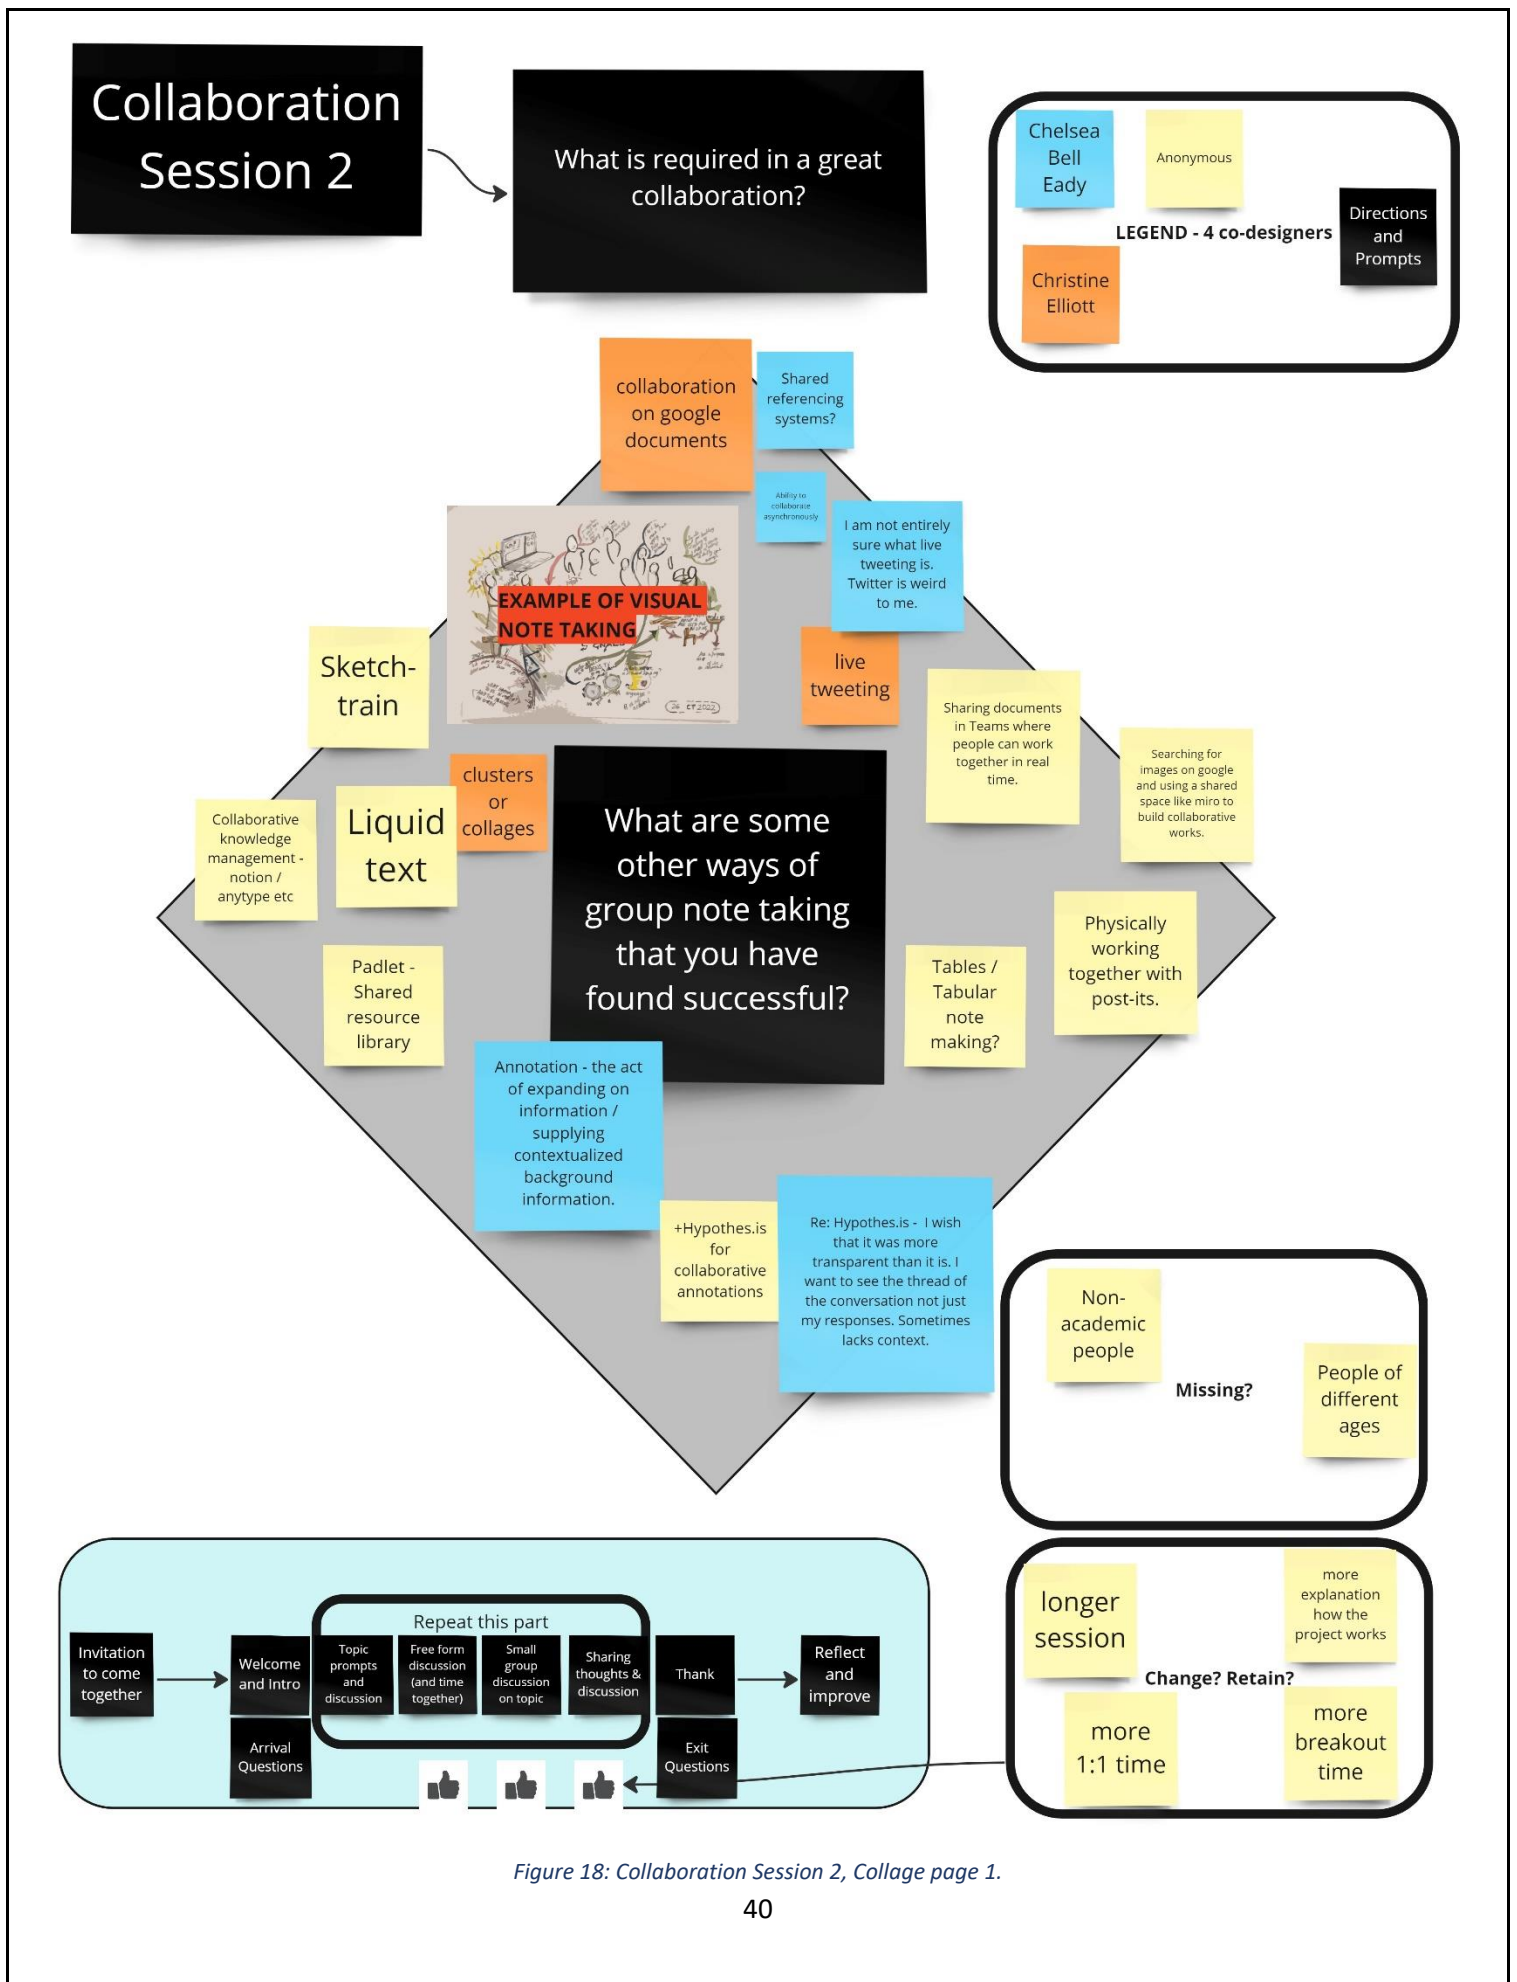 Collaboration
Session 2
What is required in a great
collaboration?
Chelsea
Bell
Eady
Anonymous
LEGEND - 4 co-designers
Directions
and
Prompts
Christine
Elliott
collaboration
on google
documents
Shared
referencing
systems?
Ability to
collaborate
asynchronously
I am not entirely
sure what live
tweeting is.
Twitter is weird
to me.
EXAMPLE OF VISUAL
NOTE TAKING
live
tweeting
Sketch-
train
Sharing documents
in Teams where
people can work
together in real
time.
Searching for
images on google
and using a shared
space like miro to
build collaborative
works.
clusters
or
collages
Liquid
text
Collaborative
knowledge
management -
notion /
anytype etc
What are some
other ways of
group note taking
that you have
found successful?
Physically
working
together with
post-its.
Padlet -
Shared
resource
library
Tables /
Tabular
note
making?
Annotation - the act
of expanding on
information /
supplying
contextualized
background
information.
+Hypothes.is
for
collaborative
annotations
Re: Hypothes.is - I wish
that it was more
transparent than it is. I
want to see the thread of
the conversation not just
my responses. Sometimes
lacks context.
Non-
academic
people
Missing?
People of
different
ages
longer
session
more
explanation
how the
project works
Change? Retain?
more
1:1 time
more
breakout
time
Repeat this part
Invitation
to come
together
Welcome
and Intro
Topic
prompts
and
discussion
Free form
discussion
(and time
together)
Small
group
discussion
on topic
Sharing
thoughts &
discussion
Thank
Reflect
and
improve
Arrival
Questions
Exit
Questions
Figure 18: Collaboration Session 2, Collage page 1.
40